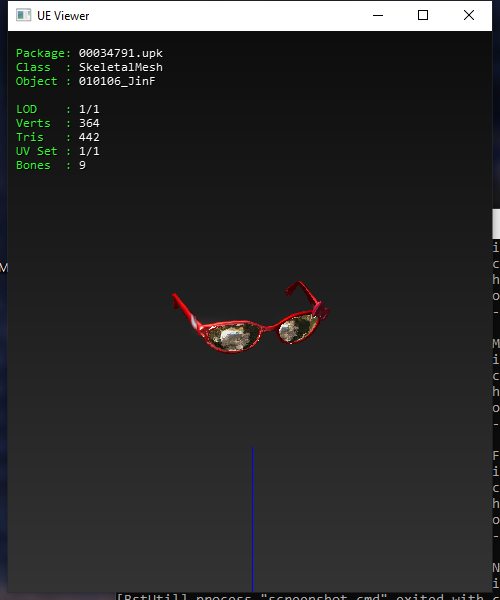 UE Viewer
Package: 00034791.upk
Class : SkeletalMesh
Object : 010106_JinF
LOD : 1/1
Verts : 364
Tris : 442
UV Set : 1/1
Bones : 9
M
i
c
h
o
-
M
i
c
h
o
-
F
i
c
h
o
-
N
i
[BstUtil] process "screenshot.cmd" exited with c